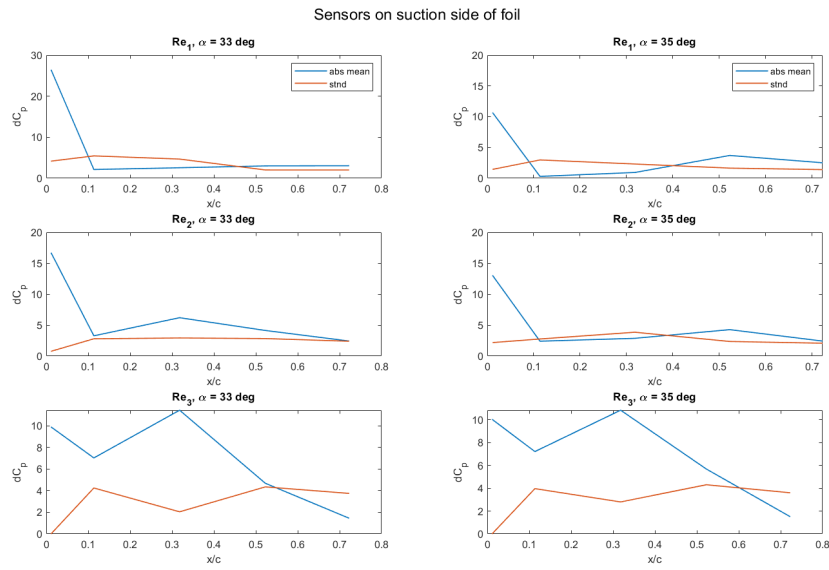 Sensors on suction side of foil
Re1, α = 33 deg
30
20
10
0
dCp
0 0.1 0.2 0.3 0.4 0.5 0.6 0.7 0.8
x/c
abs mean
stnd
Re1, α = 35 deg
20
15
10
5
0
dCp
0 0.1 0.2 0.3 0.4 0.5 0.6 0.7
x/c
abs mean
stnd
Re2, α = 33 deg
20
15
10
5
0
dCp
0 0.1 0.2 0.3 0.4 0.5 0.6 0.7 0.8
x/c
Re2, α = 35 deg
20
15
10
5
0
dCp
0 0.1 0.2 0.3 0.4 0.5 0.6 0.7
x/c
Re3, α = 33 deg
10
8
6
4
2
0
dCp
0 0.1 0.2 0.3 0.4 0.5 0.6 0.7 0.8
x/c
Re3, α = 35 deg
10
8
6
4
2
0
dCp
0 0.1 0.2 0.3 0.4 0.5 0.6 0.7 0.8
x/c